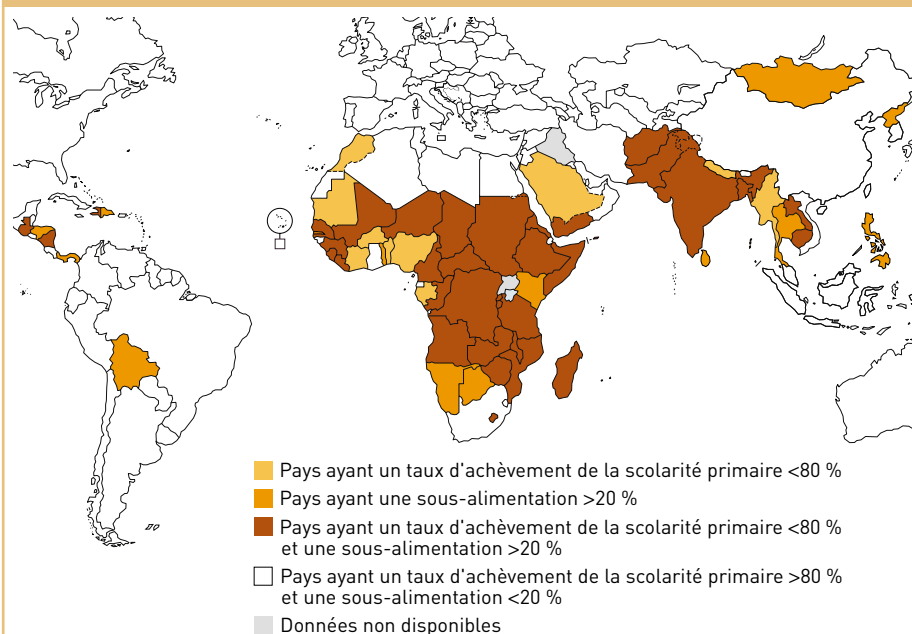 Pays ayant un taux d'achèvement de la scolarité primaire <80 %
Pays ayant une sous-alimentation >20 %
Pays ayant un taux d'achèvement de la scolarité primaire <80 %
et une sous-alimentation >20 %
Pays ayant un taux d'achèvement de la scolarité primaire >80 %
et une sous-alimentation <20 %
Données non disponibles